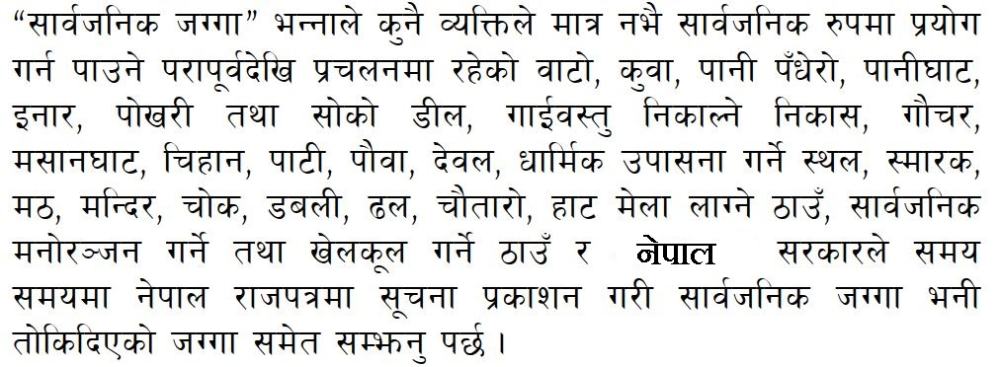 “सार्वजनिक जग्गा” भन्नाले कुनै व्यक्तिले मात्र नभै सार्वजनिक रुपमा प्रयोग
गर्न पाउने परापूर्वदेखि प्रचलनमा रहेको वाटो, कुवा, पानी पँधेरो, पानीघाट,
इनार, पोखरी तथा सोको डील, गाईवस्तु निकाल्ने निकास, गौचर,
मसानघाट, चिहान, पाटी, पौवा, देवल, धार्मिक उपासना गर्ने स्थल, स्मारक,
मठ, मन्दिर, चोक, डबली, ढल, चौतारो, हाट मेला लाग्ने ठाउँ, सार्वजनिक
मनोरञ्जन गर्ने तथा खेलकूल गर्ने ठाउँ र नेपाल सरकारले समय
समयमा नेपाल राजपत्रमा सूचना प्रकाशन गरी सार्वजनिक जग्गा भनी
तोकिदिएको जग्गा समेत सम्झनु पर्छ ।